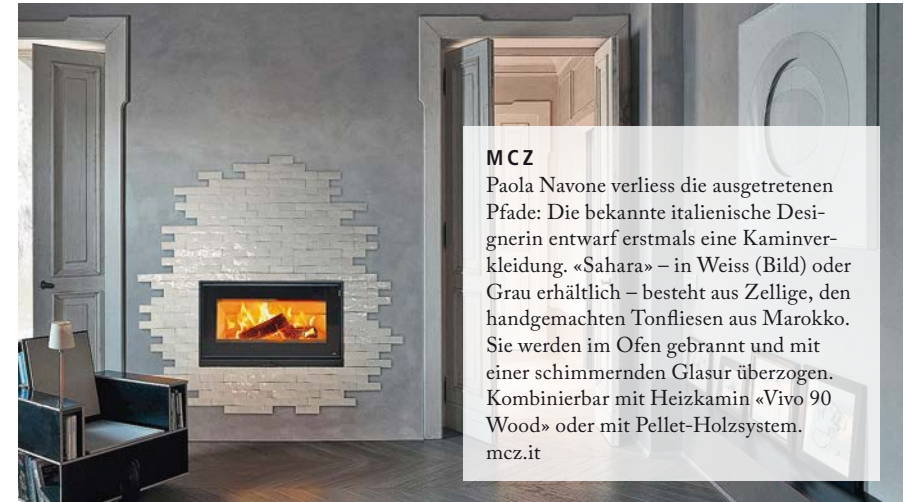 MCZ
Paola Navone verliess die ausgetretenen
Pfade: Die bekannte italienische Desi-
gnerin entwarf erstmals eine Kaminver-
kleidung. «Sahara» – in Weiss (Bild) oder
Grau erhältlich – besteht aus Zellige, den
handgemachten Tonfliesen aus Marokko.
Sie werden im Ofen gebrannt und mit
einer schimmernden Glasur überzogen.
Kombinierbar mit Heizkamin «Vivo 90
Wood» oder mit Pellet-Holzsystem.
mcz.it